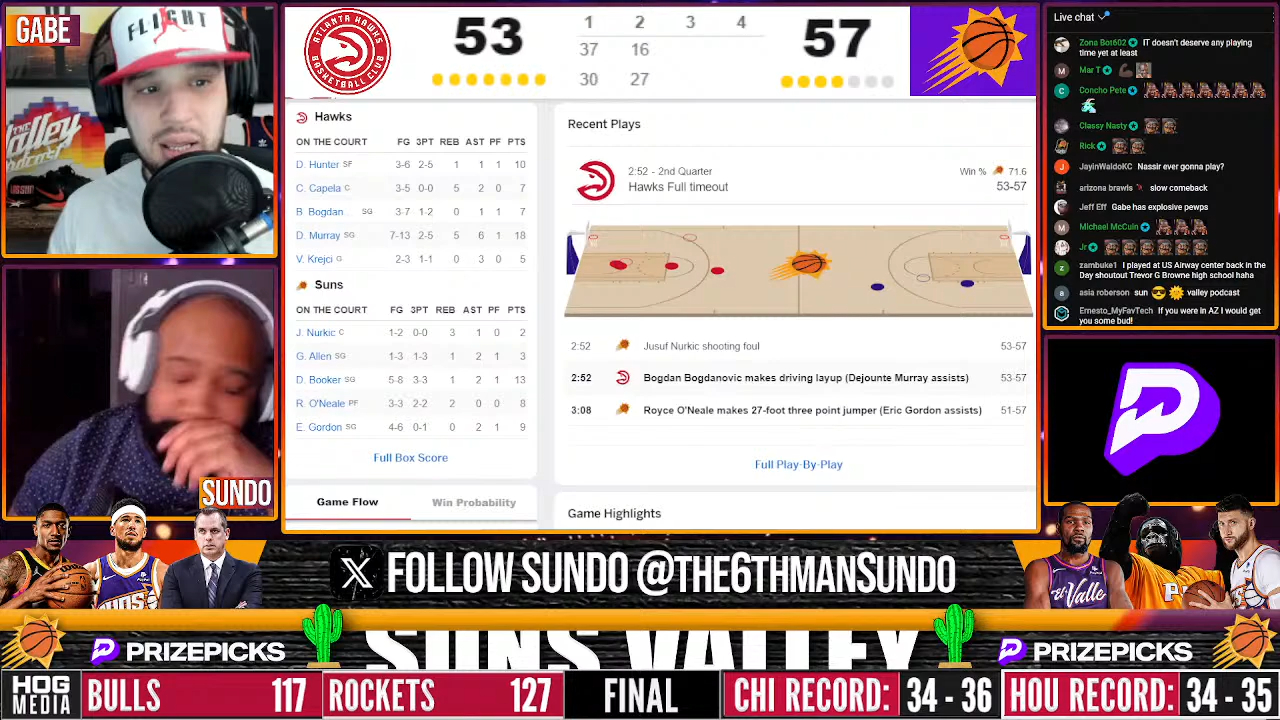 GABE
FLIGHT
SUNDO
ATLANTA HAWKS
BASKETBALL CLUB
53
1 2 3 4
37 16
30 27
57
Hawks
ON THE COURT FG 3PT REB AST PF PTS
D. Hunter SF 3-6 2-5 1 1 1 10
C. Capela C 3-5 0-0 5 2 0 7
B. Bogdan... SG 3-7 1-2 0 1 1 7
D. Murray SG 7-13 2-5 5 6 1 18
V. Krejci G 2-3 1-1 0 3 0 5
Suns
ON THE COURT FG 3PT REB AST PF PTS
J. Nurkic C 1-2 0-0 3 1 0 2
G. Allen SG 1-3 1-3 1 2 1 3
D. Booker SG 5-8 3-3 1 2 1 13
R. O'Neale PF 3-3 2-2 2 0 0 8
E. Gordon SG 4-6 0-1 0 2 1 9
Full Box Score
Game Flow Win Probability
Recent Plays
2:52 - 2nd Quarter
Hawks Full timeout
Win % 71.6
53-57
2:52 Jusuf Nurkic shooting foul 53-57
2:52 Bogdan Bogdanovic makes driving layup (Dejounte Murray assists) 53-57
3:08 Royce O'Neale makes 27-foot three point jumper (Eric Gordon assists) 51-57
Full Play-By-Play
Game Highlights
Live chat
Zona Bot602 IT doesn't deserve any playing
time yet at least
Mar T
Concho Pete
Classy Nasty
Rick
JayinWaldoKC Nassir ever gonna play?
arizona brawls slow comeback
Jeff Eff Gabe has explosive pewps
Michael McCuin
Jr
zambuke1 I played at US Airway center back in the
Day shoutout Trevor G Browne high school haha
asia roberson sun valley podcast
Ernesto_MyFavTech If you were in AZ I would get
you some bud!
FOLLOW SUNDO @THE6THMANSUNDO
PRIZEPICKS
SUNS VALLEY
PRIZEPICKS
HOG
MEDIA
BULLS 117 ROCKETS 127 FINAL CHI RECORD: 34 - 36 HOU RECORD: 34 - 35